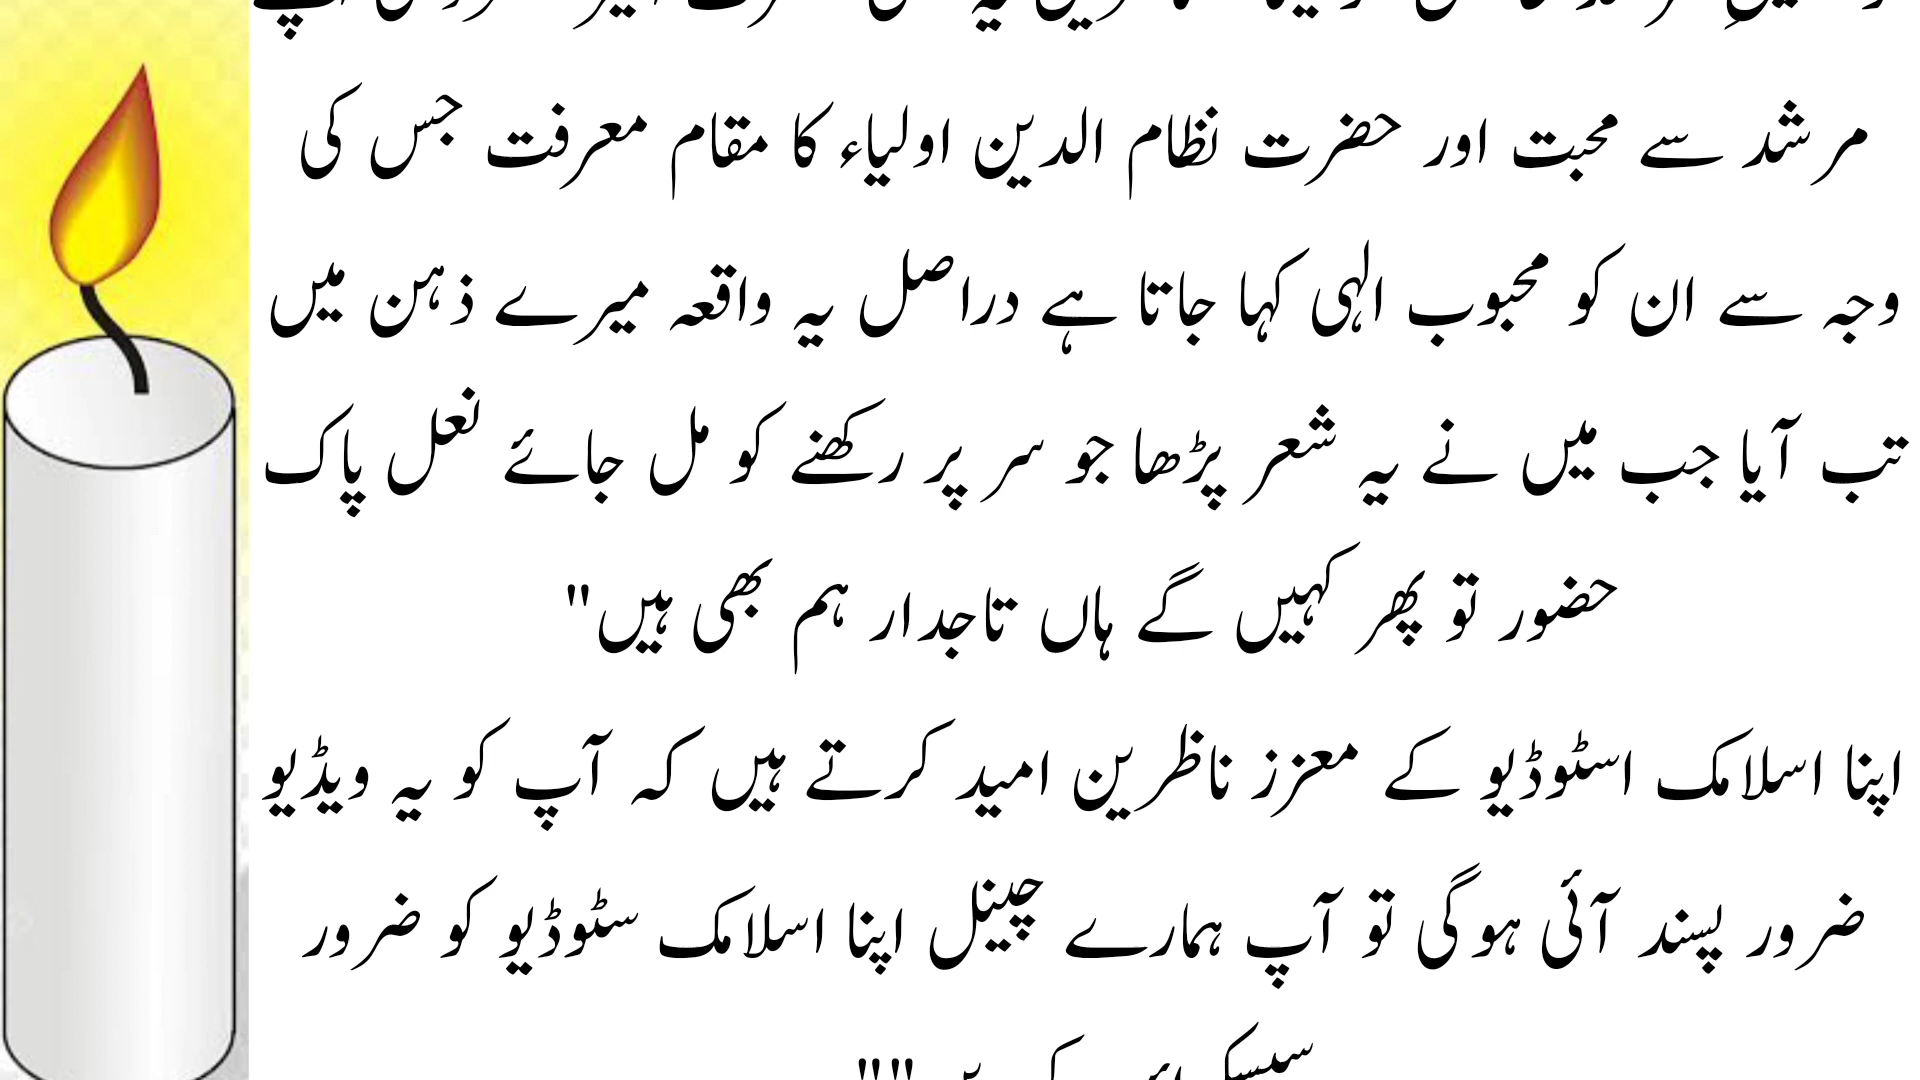 مرشد سے محبت اور حضرت نظام الدین اولیاء کا مقام معرفت جس کی
وجہ سے ان کو محبوب الہی کہا جاتا ہے دراصل یہ واقعہ میرے ذہن میں
تب آیا جب میں نے یہ شعر پڑھا جو سر پر رکھنے کو مل جائے نعل پاک
حضور تو پھر کہیں گے ہاں تاجدار ہم بھی ہیں"
اپنا اسلامک اسٹوڈیو کے معزز ناظرین امید کرتے ہیں کہ آپ کو یہ ویڈیو
ضرور پسند آئی ہوگی تو آپ ہمارے چینل اپنا اسلامک سٹوڈیو کو ضرور